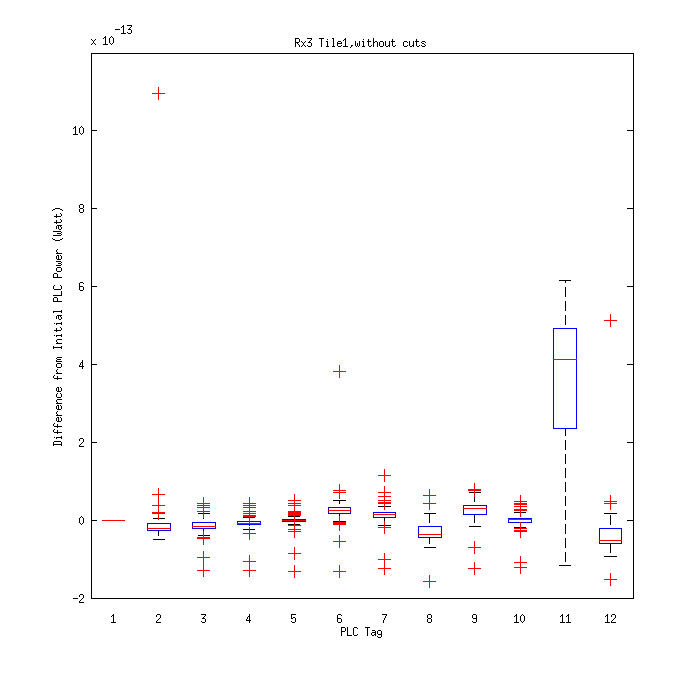 x 10-13
Rx3 Tile1,without cuts
10
8
6
4
2
0
-2
Difference from Initial PLC Power (Watt)
1 2 3 4 5 6 7 8 9 10 11 12
PLC Tag